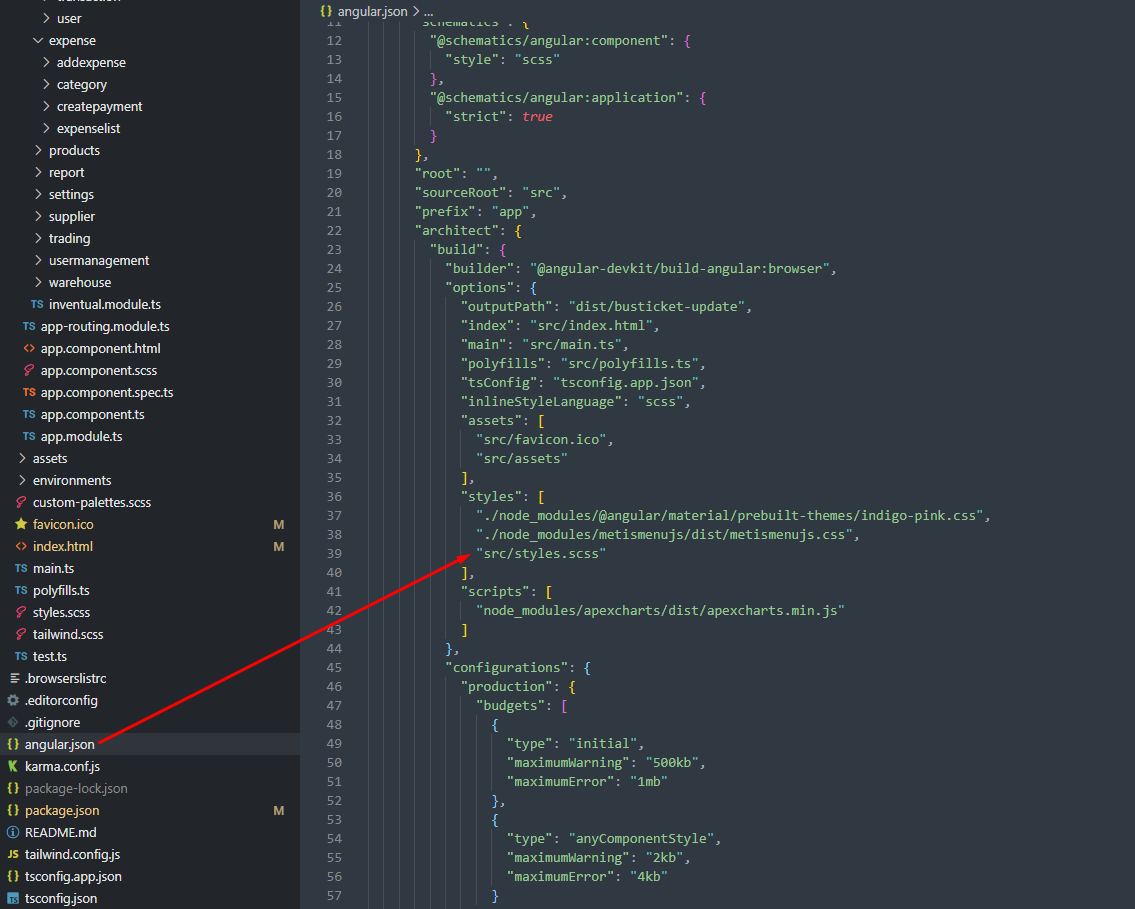 user
expense
addexpense
category
createpayment
expenselist
products
report
settings
supplier
trading
usermanagement
warehouse
TS inventual.module.ts
TS app-routing.module.ts
<> app.component.html
app.component.scss
TS app.component.spec.ts
TS app.component.ts
TS app.module.ts
assets
environments
custom-palettes.scss
favicon.ico M
<> index.html M
TS main.ts
TS polyfills.ts
styles.scss
tailwind.scss
TS test.ts
.browserslistrc
.editorconfig
.gitignore
{} angular.json
karma.conf.js
{} package-lock.json
{} package.json M
README.md
JS tailwind.config.js
{} tsconfig.app.json
TS tsconfig.json
{} angular.json > ...
11 "schematics": {
12 "@schematics/angular:component": {
13 "style": "scss"
14 },
15 "@schematics/angular:application": {
16 "strict": true
17 }
18 },
19 "root": "",
20 "sourceRoot": "src",
21 "prefix": "app",
22 "architect": {
23 "build": {
24 "builder": "@angular-devkit/build-angular:browser",
25 "options": {
26 "outputPath": "dist/busticket-update",
27 "index": "src/index.html",
28 "main": "src/main.ts",
29 "polyfills": "src/polyfills.ts",
30 "tsConfig": "tsconfig.app.json",
31 "inlineStyleLanguage": "scss",
32 "assets": [
33 "src/favicon.ico",
34 "src/assets"
35 ],
36 "styles": [
37 "./node_modules/@angular/material/prebuilt-themes/indigo-pink.css",
38 "./node_modules/metismenujs/dist/metismenujs.css",
39 "src/styles.scss"
40 ],
41 "scripts": [
42 "node_modules/apexcharts/dist/apexcharts.min.js"
43 ]
44 },
45 "configurations": {
46 "production": {
47 "budgets": [
48 {
49 "type": "initial",
50 "maximumWarning": "500kb",
51 "maximumError": "1mb"
52 },
53 {
54 "type": "anyComponentStyle",
55 "maximumWarning": "2kb",
56 "maximumError": "4kb"
57 }